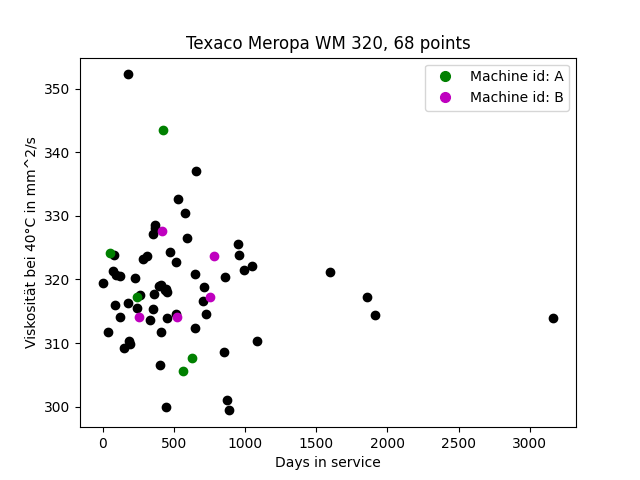 Texaco Meropa WM 320, 68 points
Machine id: A
Machine id: B
Viskosität bei 40°C in mm^2/s
350
340
330
320
310
300
0 500 1000 1500 2000 2500 3000
Days in service